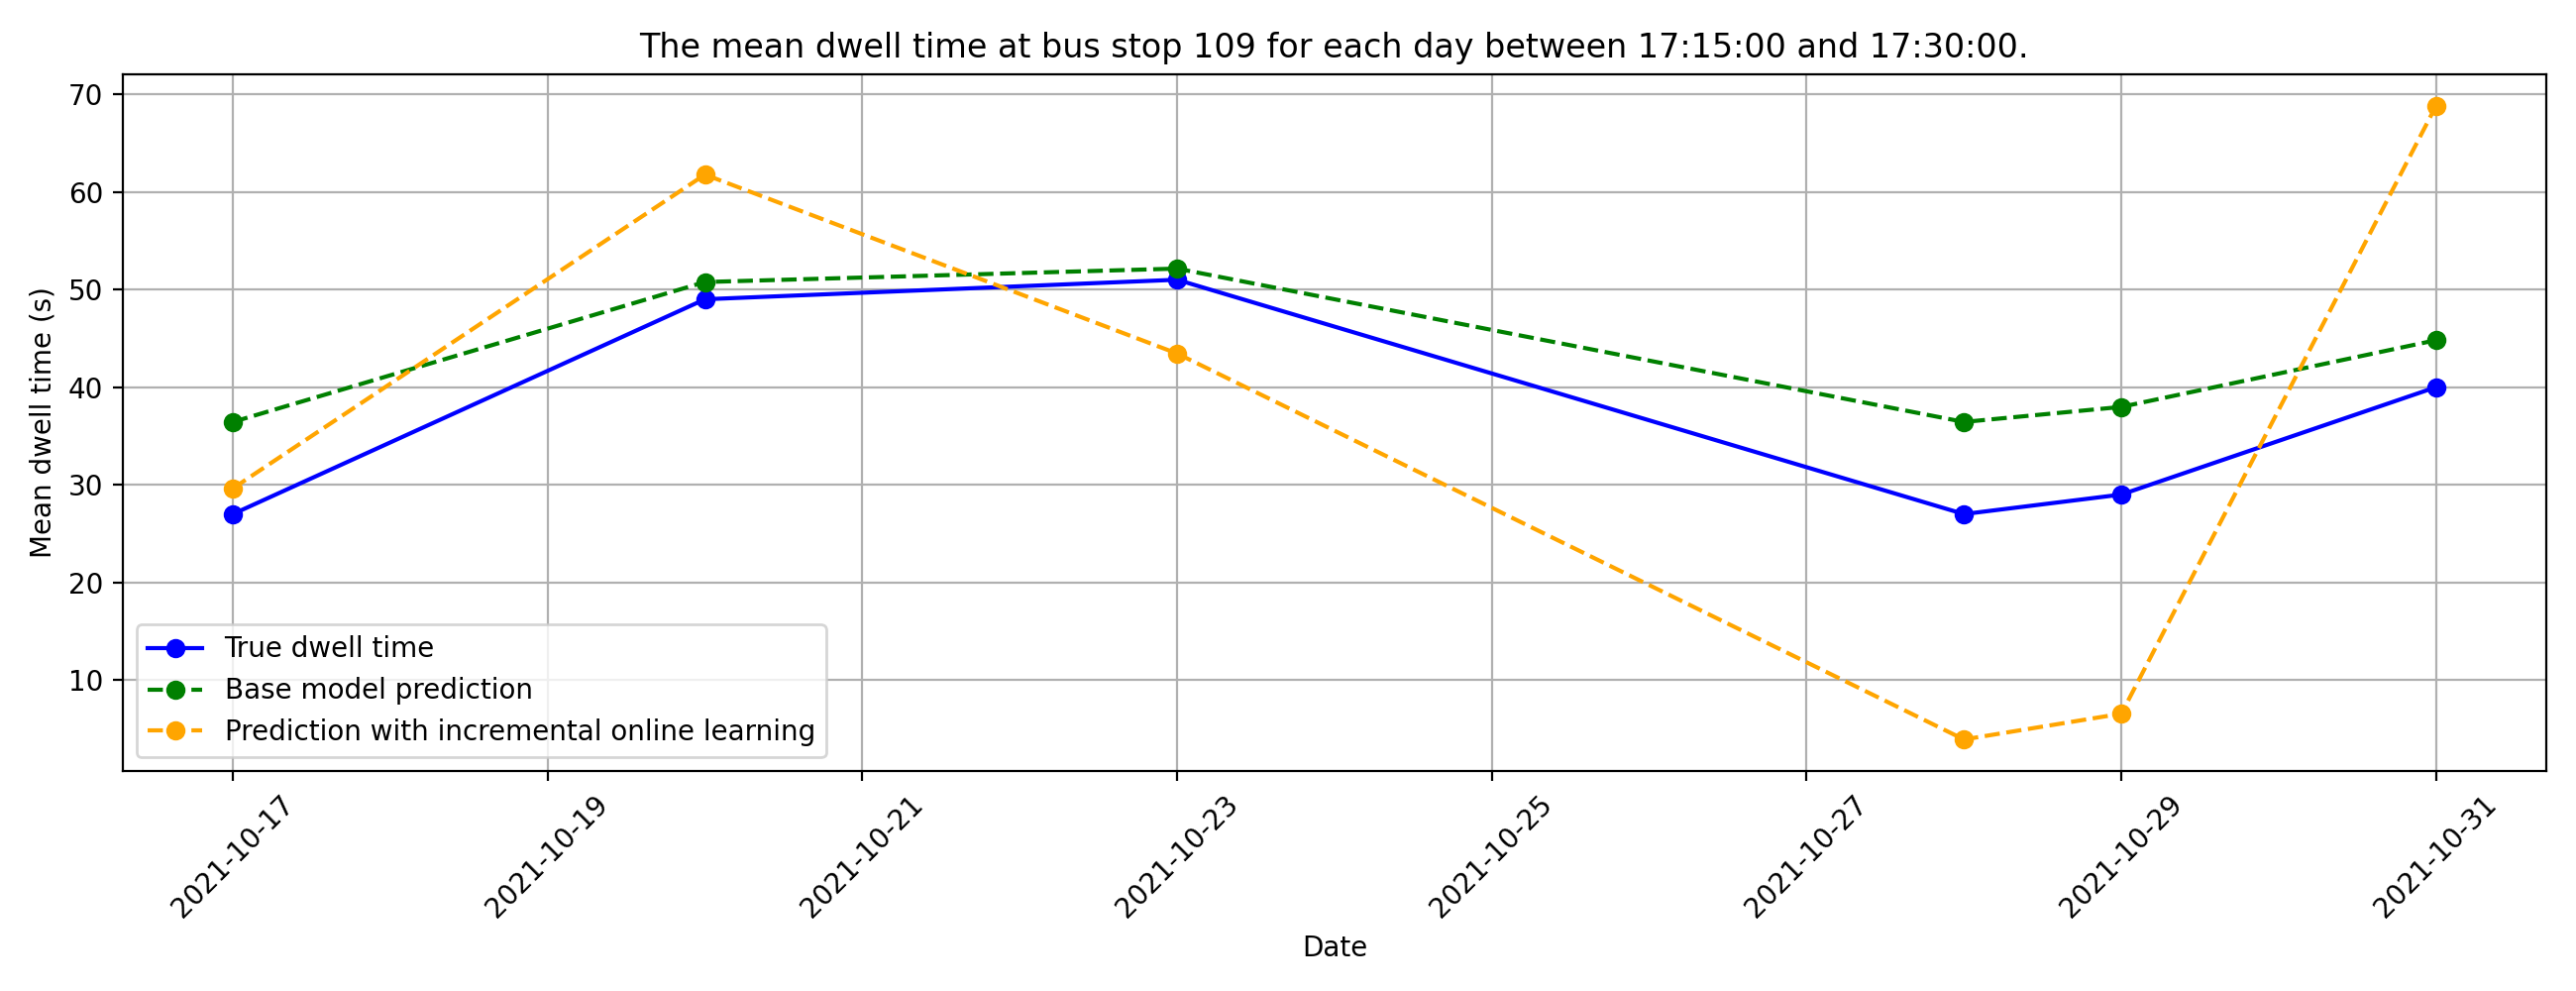 The mean dwell time at bus stop 109 for each day between 17:15:00 and 17:30:00.
Mean dwell time (s)
70
60
50
40
30
20
10
True dwell time
Base model prediction
Prediction with incremental online learning
2021-10-17
2021-10-19
2021-10-21
2021-10-23
2021-10-25
2021-10-27
2021-10-29
2021-10-31
Date